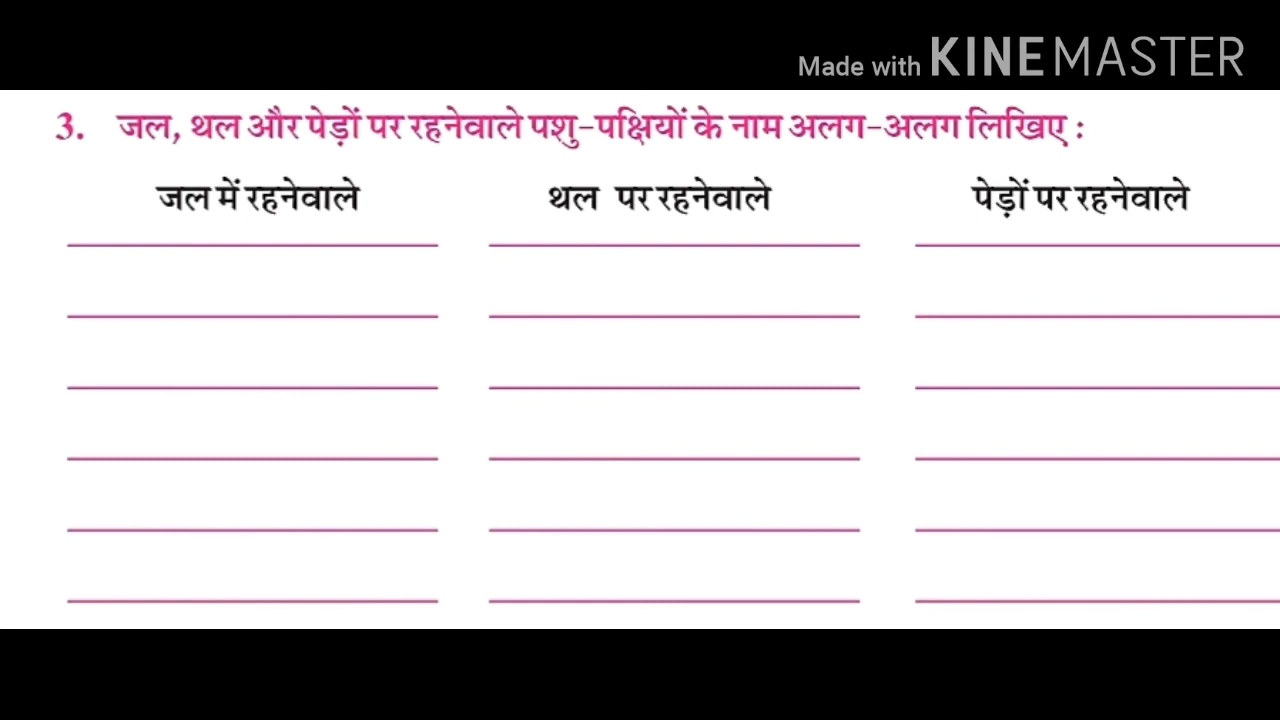 Made with KINEMASTER
3. जल, थल और पेड़ों पर रहनेवाले पशु-पक्षियों के नाम अलग-अलग लिखिए :
जल में रहनेवाले थल पर रहनेवाले पेड़ों पर रहनेवाले